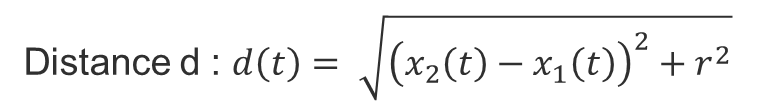 Distance d : d(t) = √((x₂(t) − x₁(t))² + r²)